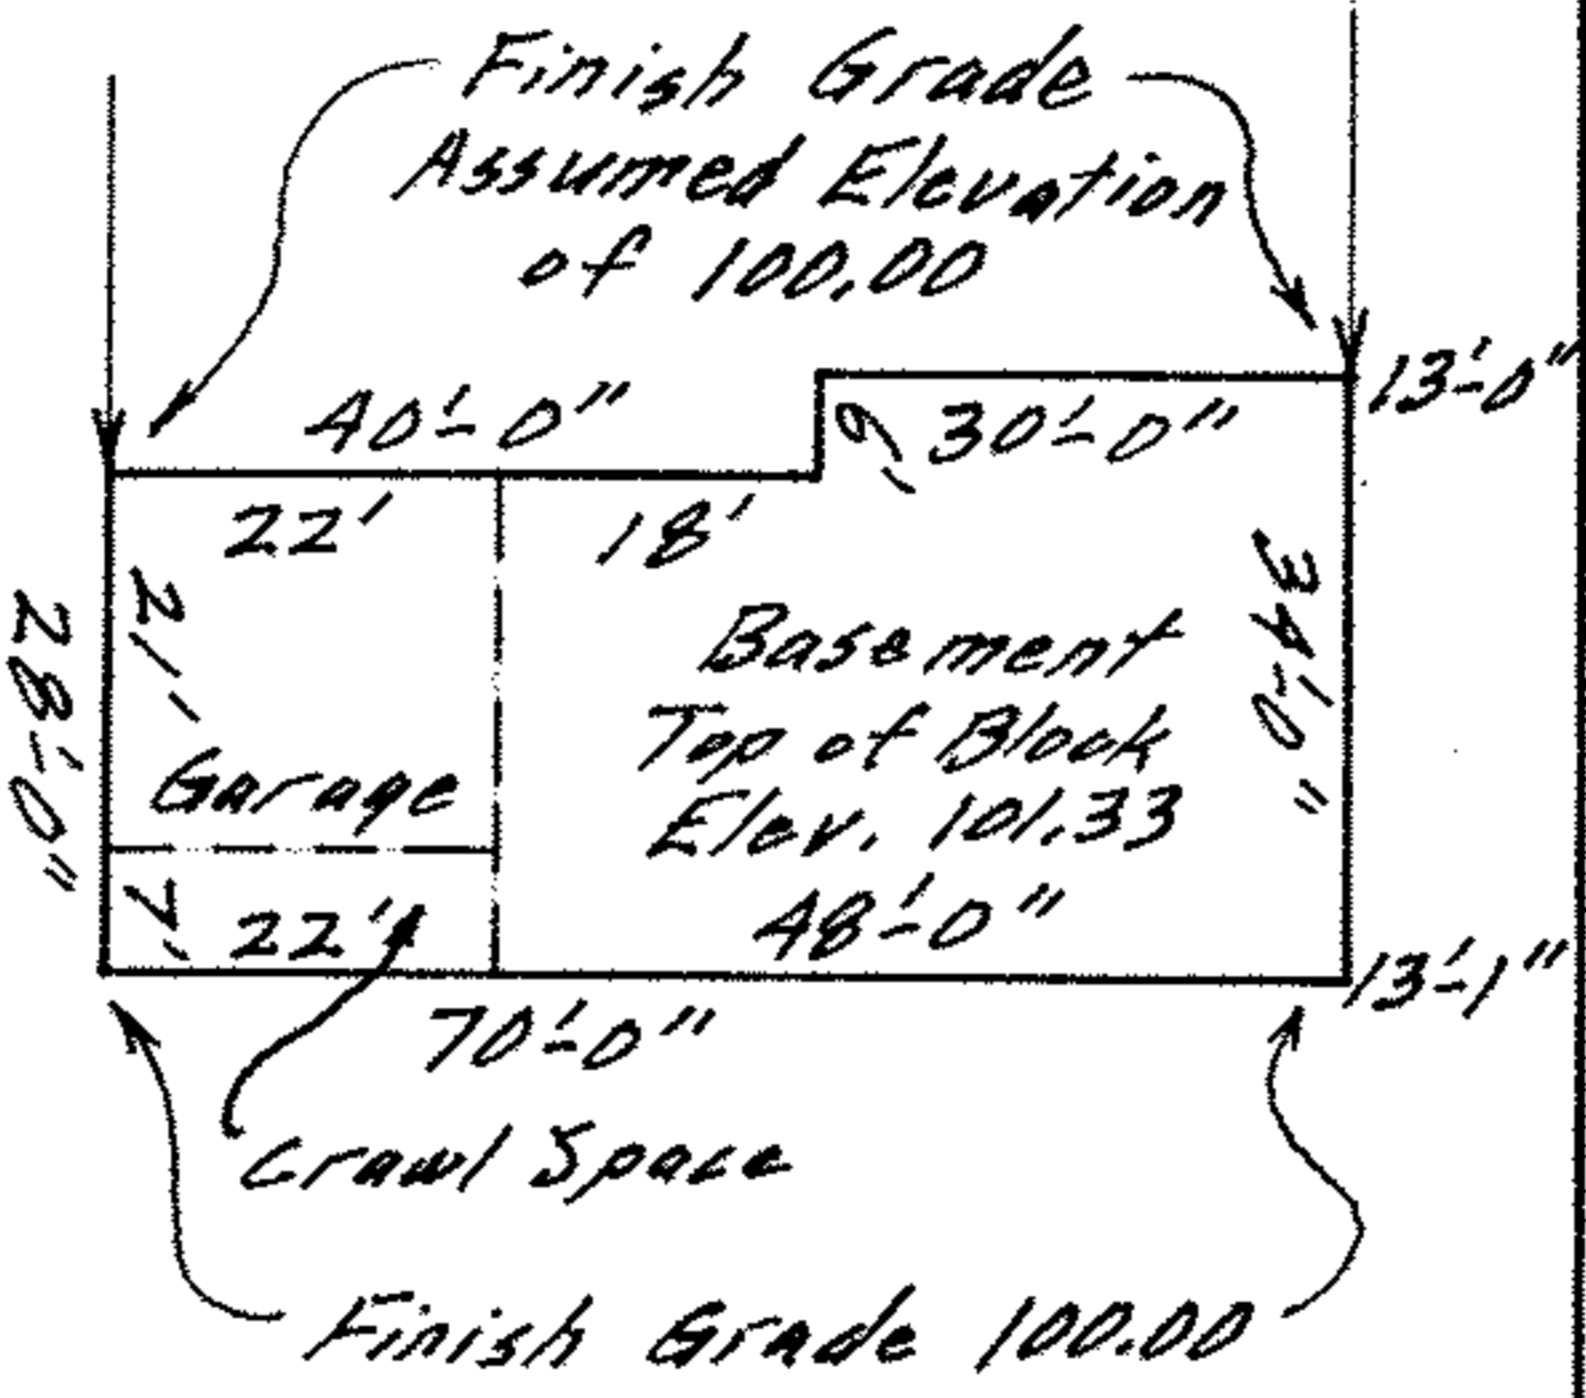 Finish Grade
Assumed Elevation
of 100.00
13'-0"
40'-0"
6'
30'-0"
22'
18'
21'
28'-0"
34'-0"
Basement
Top of Block
Elev. 101.33
Garage
48'-0"
7'
22'
13'-1"
70'-0"
Crawl Space
Finish Grade 100.00